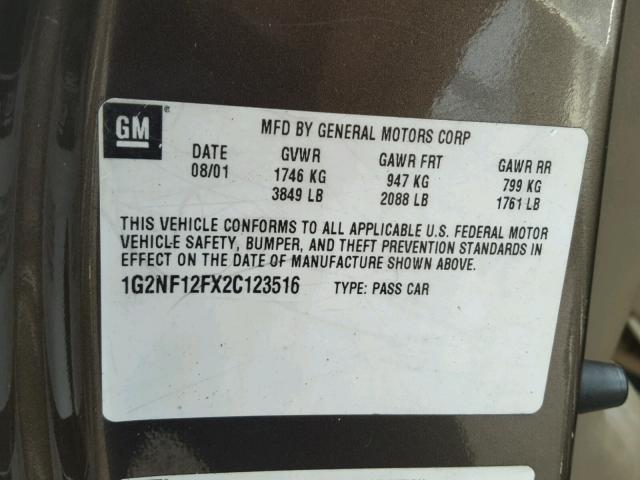 GM®
MFD BY GENERAL MOTORS CORP
DATE GVWR GAWR FRT GAWR RR
08/01 1746 KG 947 KG 799 KG
3849 LB 2088 LB 1761 LB
THIS VEHICLE CONFORMS TO ALL APPLICABLE U.S. FEDERAL MOTOR
VEHICLE SAFETY, BUMPER, AND THEFT PREVENTION STANDARDS IN
EFFECT ON THE DATE OF MANUFACTURE SHOWN ABOVE.
1G2NF12FX2C123516 TYPE: PASS CAR